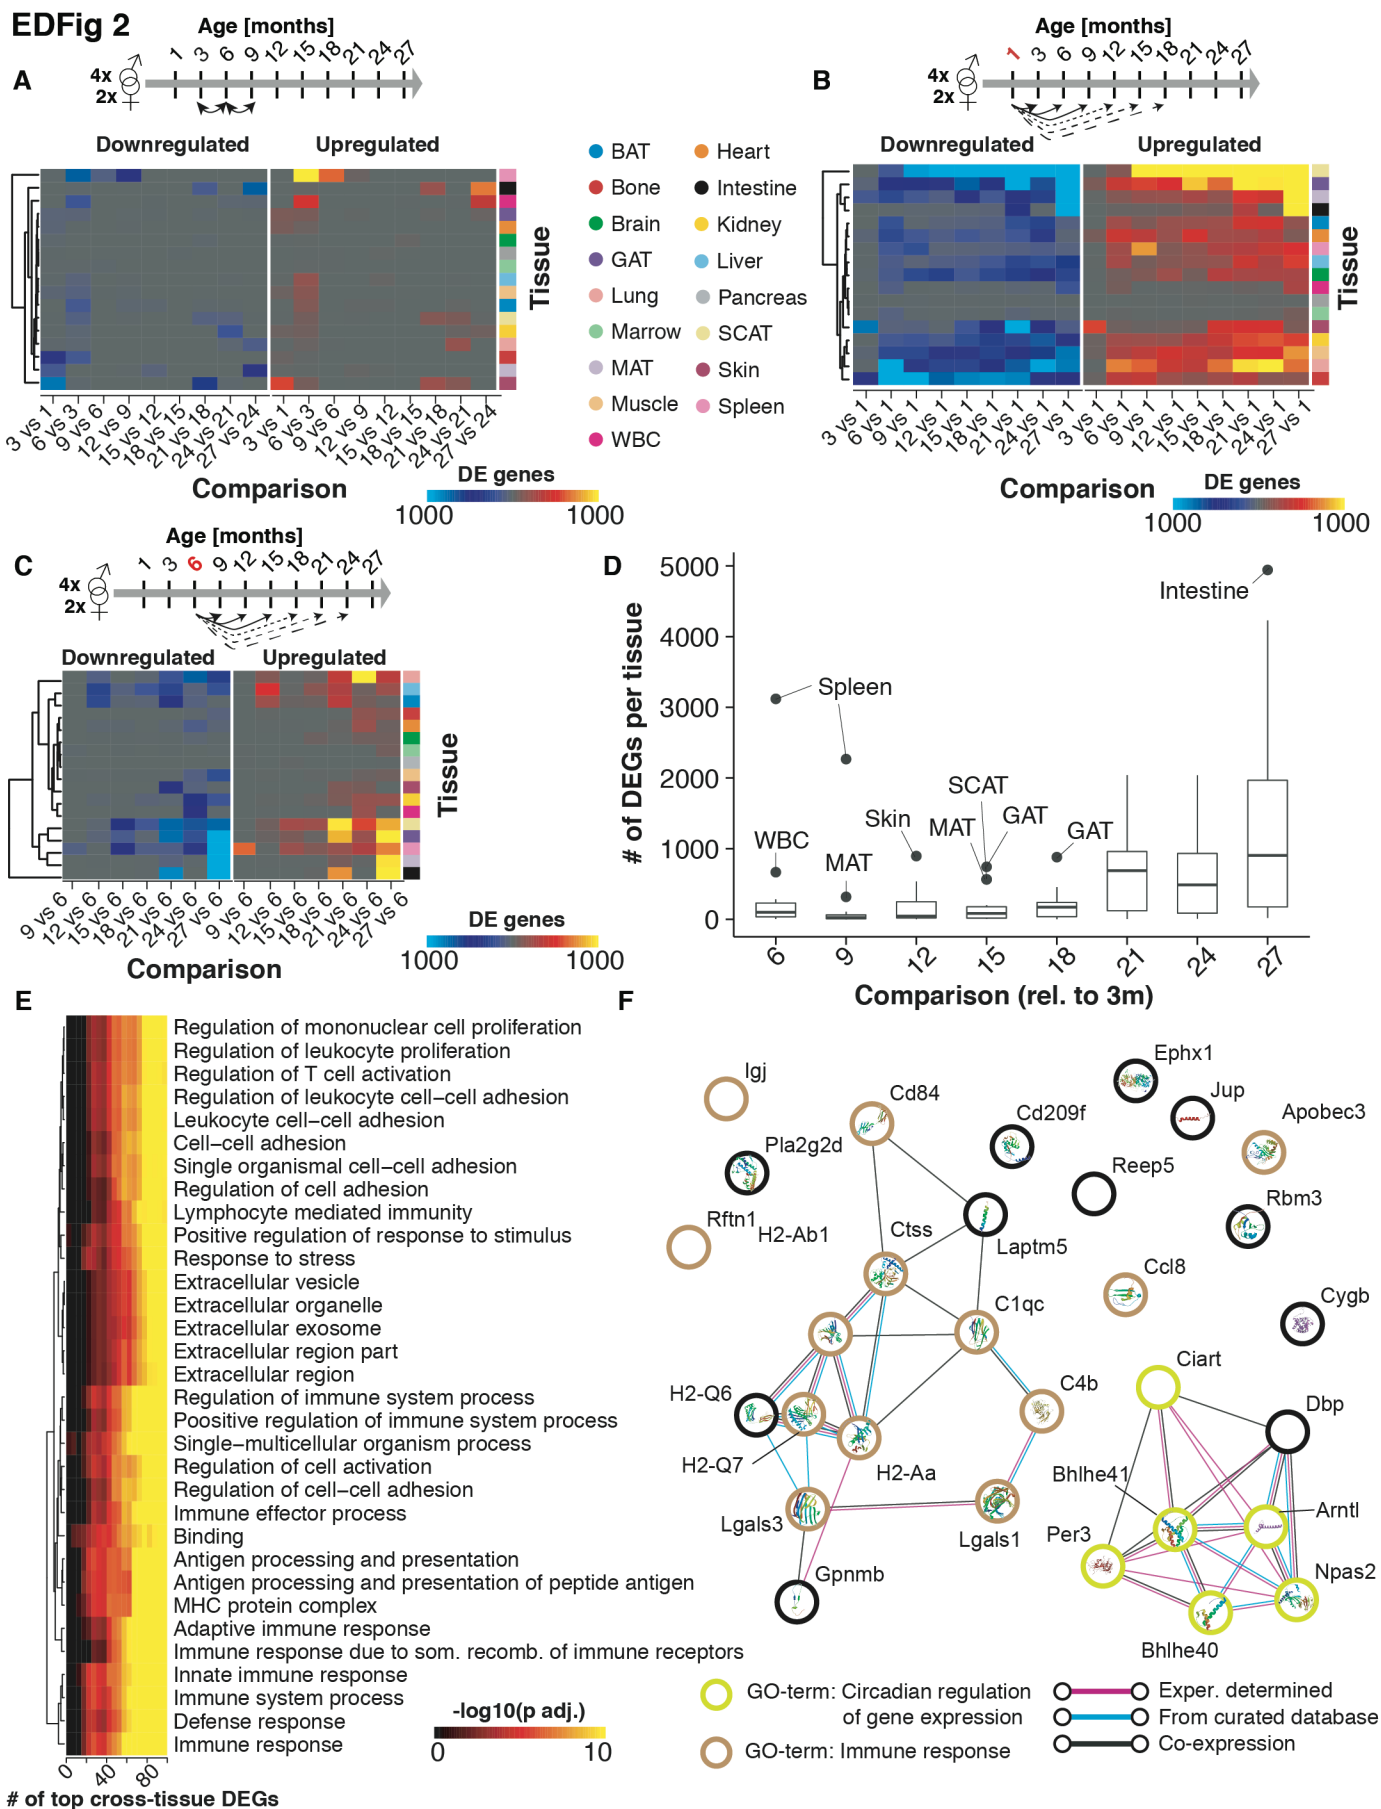 EDFig 2
A
Age [months]
1 3 6 9 12 15 18 21 24 27
4x
2x
Downregulated
Upregulated
Tissue
3 vs 1
6 vs 3
9 vs 6
12 vs 9
15 vs 12
18 vs 15
21 vs 18
24 vs 21
27 vs 24
3 vs 1
6 vs 3
9 vs 6
12 vs 9
15 vs 12
18 vs 15
21 vs 18
24 vs 21
27 vs 24
Comparison
DE genes
1000 1000
BAT
Bone
Brain
GAT
Lung
Marrow
MAT
Muscle
WBC
Heart
Intestine
Kidney
Liver
Pancreas
SCAT
Skin
Spleen
B
Age [months]
1 3 6 9 12 15 18 21 24 27
4x
2x
Downregulated
Upregulated
Tissue
3 vs 1
6 vs 1
9 vs 1
12 vs 1
15 vs 1
18 vs 1
21 vs 1
24 vs 1
27 vs 1
3 vs 1
6 vs 1
9 vs 1
12 vs 1
15 vs 1
18 vs 1
21 vs 1
24 vs 1
27 vs 1
Comparison
DE genes
1000 1000
C
Age [months]
1 3 6 9 12 15 18 21 24 27
4x
2x
Downregulated
Upregulated
Tissue
9 vs 6
12 vs 6
15 vs 6
18 vs 6
21 vs 6
24 vs 6
27 vs 6
9 vs 6
12 vs 6
15 vs 6
18 vs 6
21 vs 6
24 vs 6
27 vs 6
Comparison
DE genes
1000 1000
D
# of DEGs per tissue
5000
4000
3000
2000
1000
0
Intestine
Spleen
WBC
MAT
Skin
SCAT
MAT
GAT
GAT
6 9 12 15 18 21 24 27
Comparison (rel. to 3m)
E
Regulation of mononuclear cell proliferation
Regulation of leukocyte proliferation
Regulation of T cell activation
Regulation of leukocyte cell−cell adhesion
Leukocyte cell−cell adhesion
Cell−cell adhesion
Single organismal cell−cell adhesion
Regulation of cell adhesion
Lymphocyte mediated immunity
Positive regulation of response to stimulus
Response to stress
Extracellular vesicle
Extracellular organelle
Extracellular exosome
Extracellular region part
Extracellular region
Regulation of immune system process
Poositive regulation of immune system process
Single−multicellular organism process
Regulation of cell activation
Regulation of cell−cell adhesion
Immune effector process
Binding
Antigen processing and presentation
Antigen processing and presentation of peptide antigen
MHC protein complex
Adaptive immune response
Immune response due to som. recomb. of immune receptors
Innate immune response
Immune system process
Defense response
Immune response
0 40 80
# of top cross-tissue DEGs
-log10(p adj.)
0 10
F
Igj
Cd84
Ephx1
Jup
Cd209f
Apobec3
Pla2g2d
Reep5
Rbm3
Rftn1
H2-Ab1
Ctss
Laptm5
Ccl8
C1qc
Cygb
Ciart
H2-Q6
C4b
Dbp
H2-Q7
H2-Aa
Bhlhe41
Arntl
Lgals3
Lgals1
Per3
Gpnmb
Npas2
Bhlhe40
GO-term: Circadian regulation
of gene expression
GO-term: Immune response
Exper. determined
From curated database
Co-expression